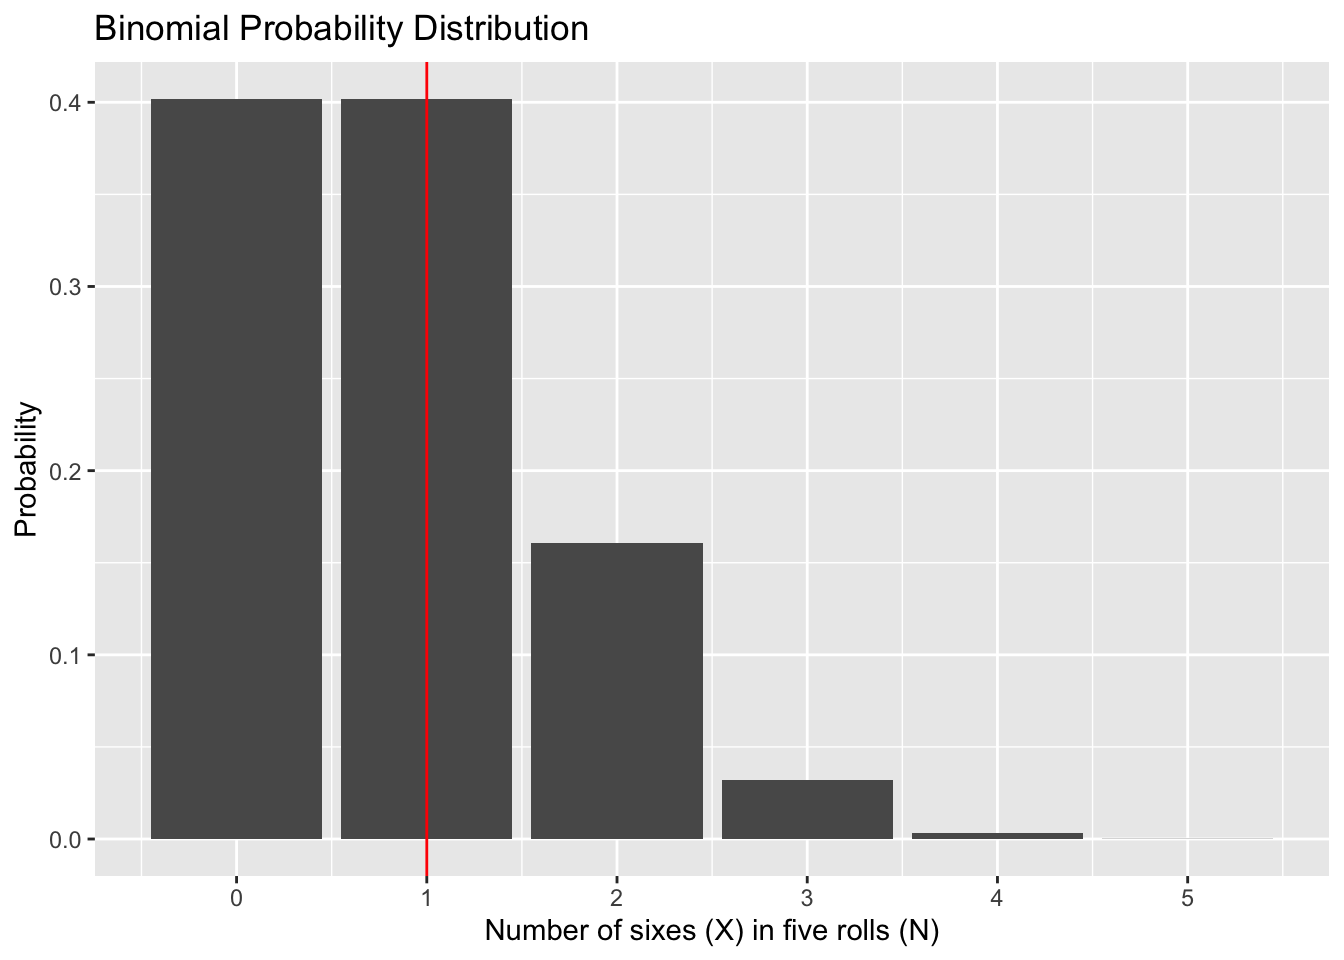 Binomial Probability Distribution
Probability
0.4
0.3
0.2
0.1
0.0
0 1 2 3 4 5
Number of sixes (X) in five rolls (N)